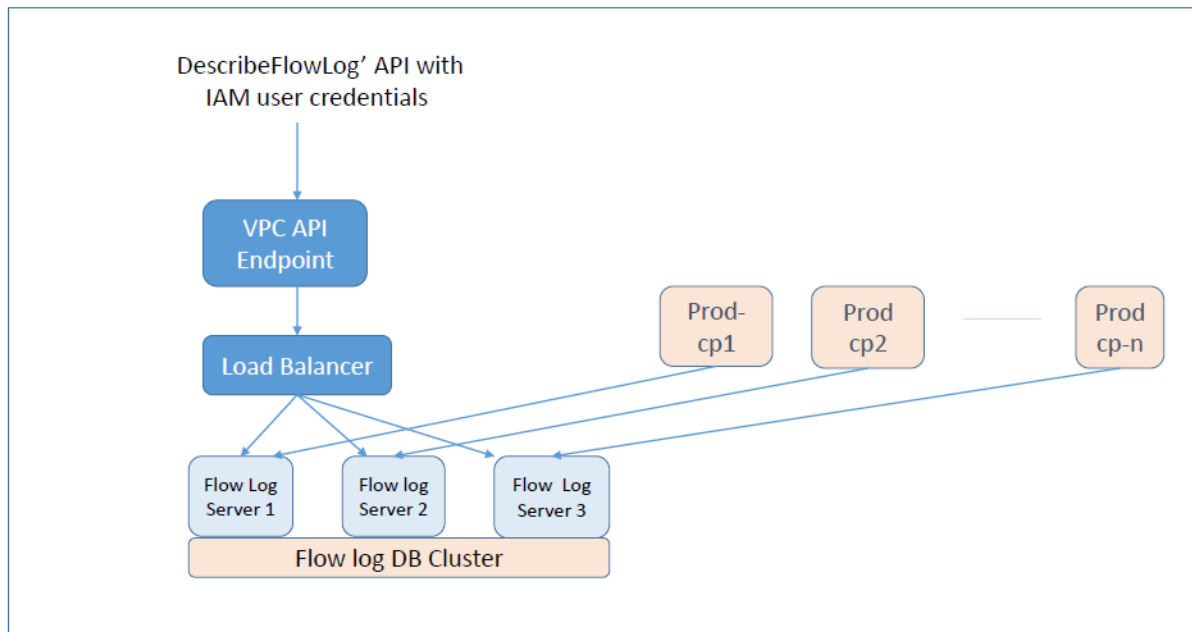 DescribeFlowLog’ API with
IAM user credentials
VPC API
Endpoint
Load Balancer
Prod-
cp1
Prod
cp2
Prod
cp-n
Flow Log
Server 1
Flow log
Server 2
Flow Log
Server 3
Flow log DB Cluster